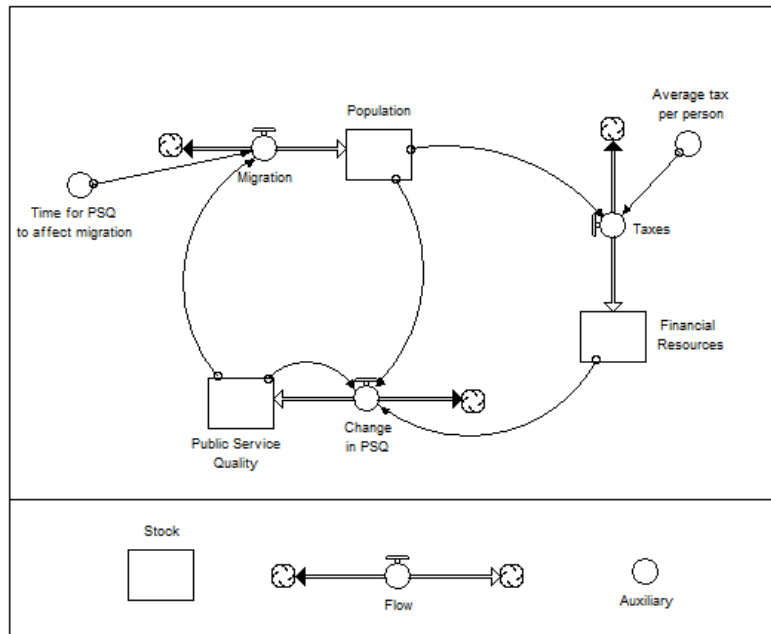 Population
Average tax
per person
Migration
Time for PSQ
to affect migration
Taxes
Financial
Resources
Public Service
Quality
Change
in PSQ
Stock
Flow
Auxiliary